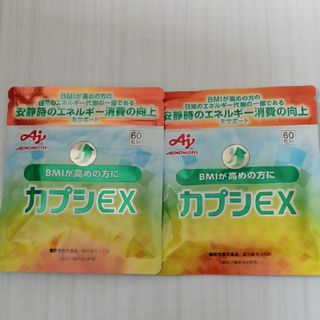 BMIが高めの方の
日常のエネルギー代謝の一部である
安静時のエネルギー消費の向上
をサポート
AJINOMOTO
60
粒入り
BMIが高めの方に
カプシEX
BMIが高めの方の
日常のエネルギー代謝の一部である
安静時のエネルギー消費の向上
をサポート
AJINOMOTO
60
粒入り
BMIが高めの方に
カプシEX